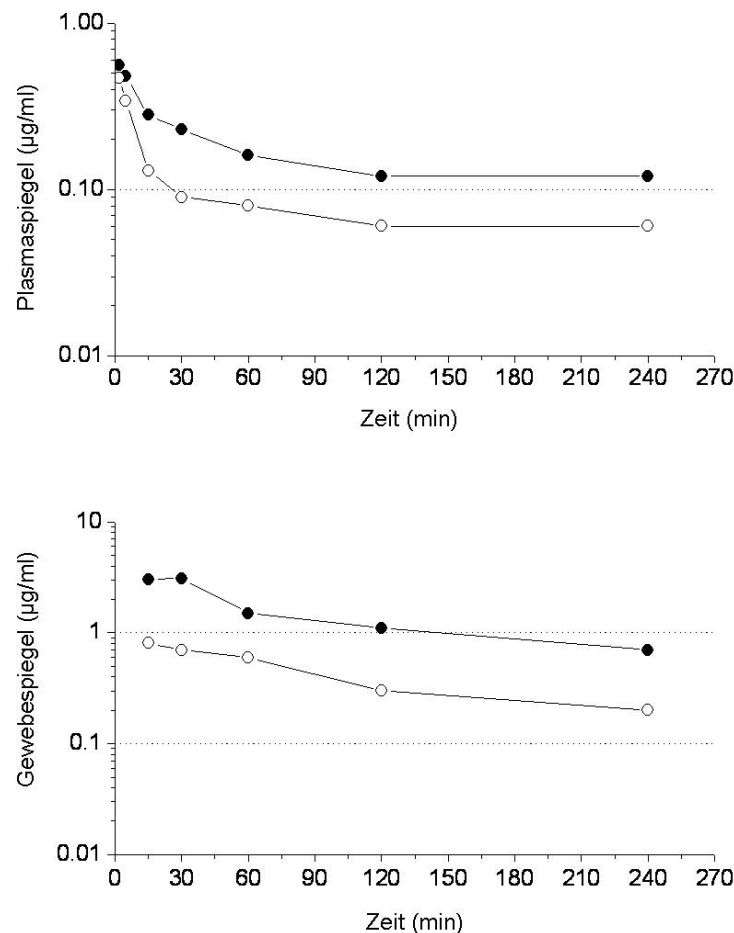 1.00
0.10
0.01
Plasmaspiegel (µg/ml)
0 30 60 90 120 150 180 210 240 270
Zeit (min)
10
1
0.1
0.01
Gewebespiegel (µg/ml)
0 30 60 90 120 150 180 210 240 270
Zeit (min)